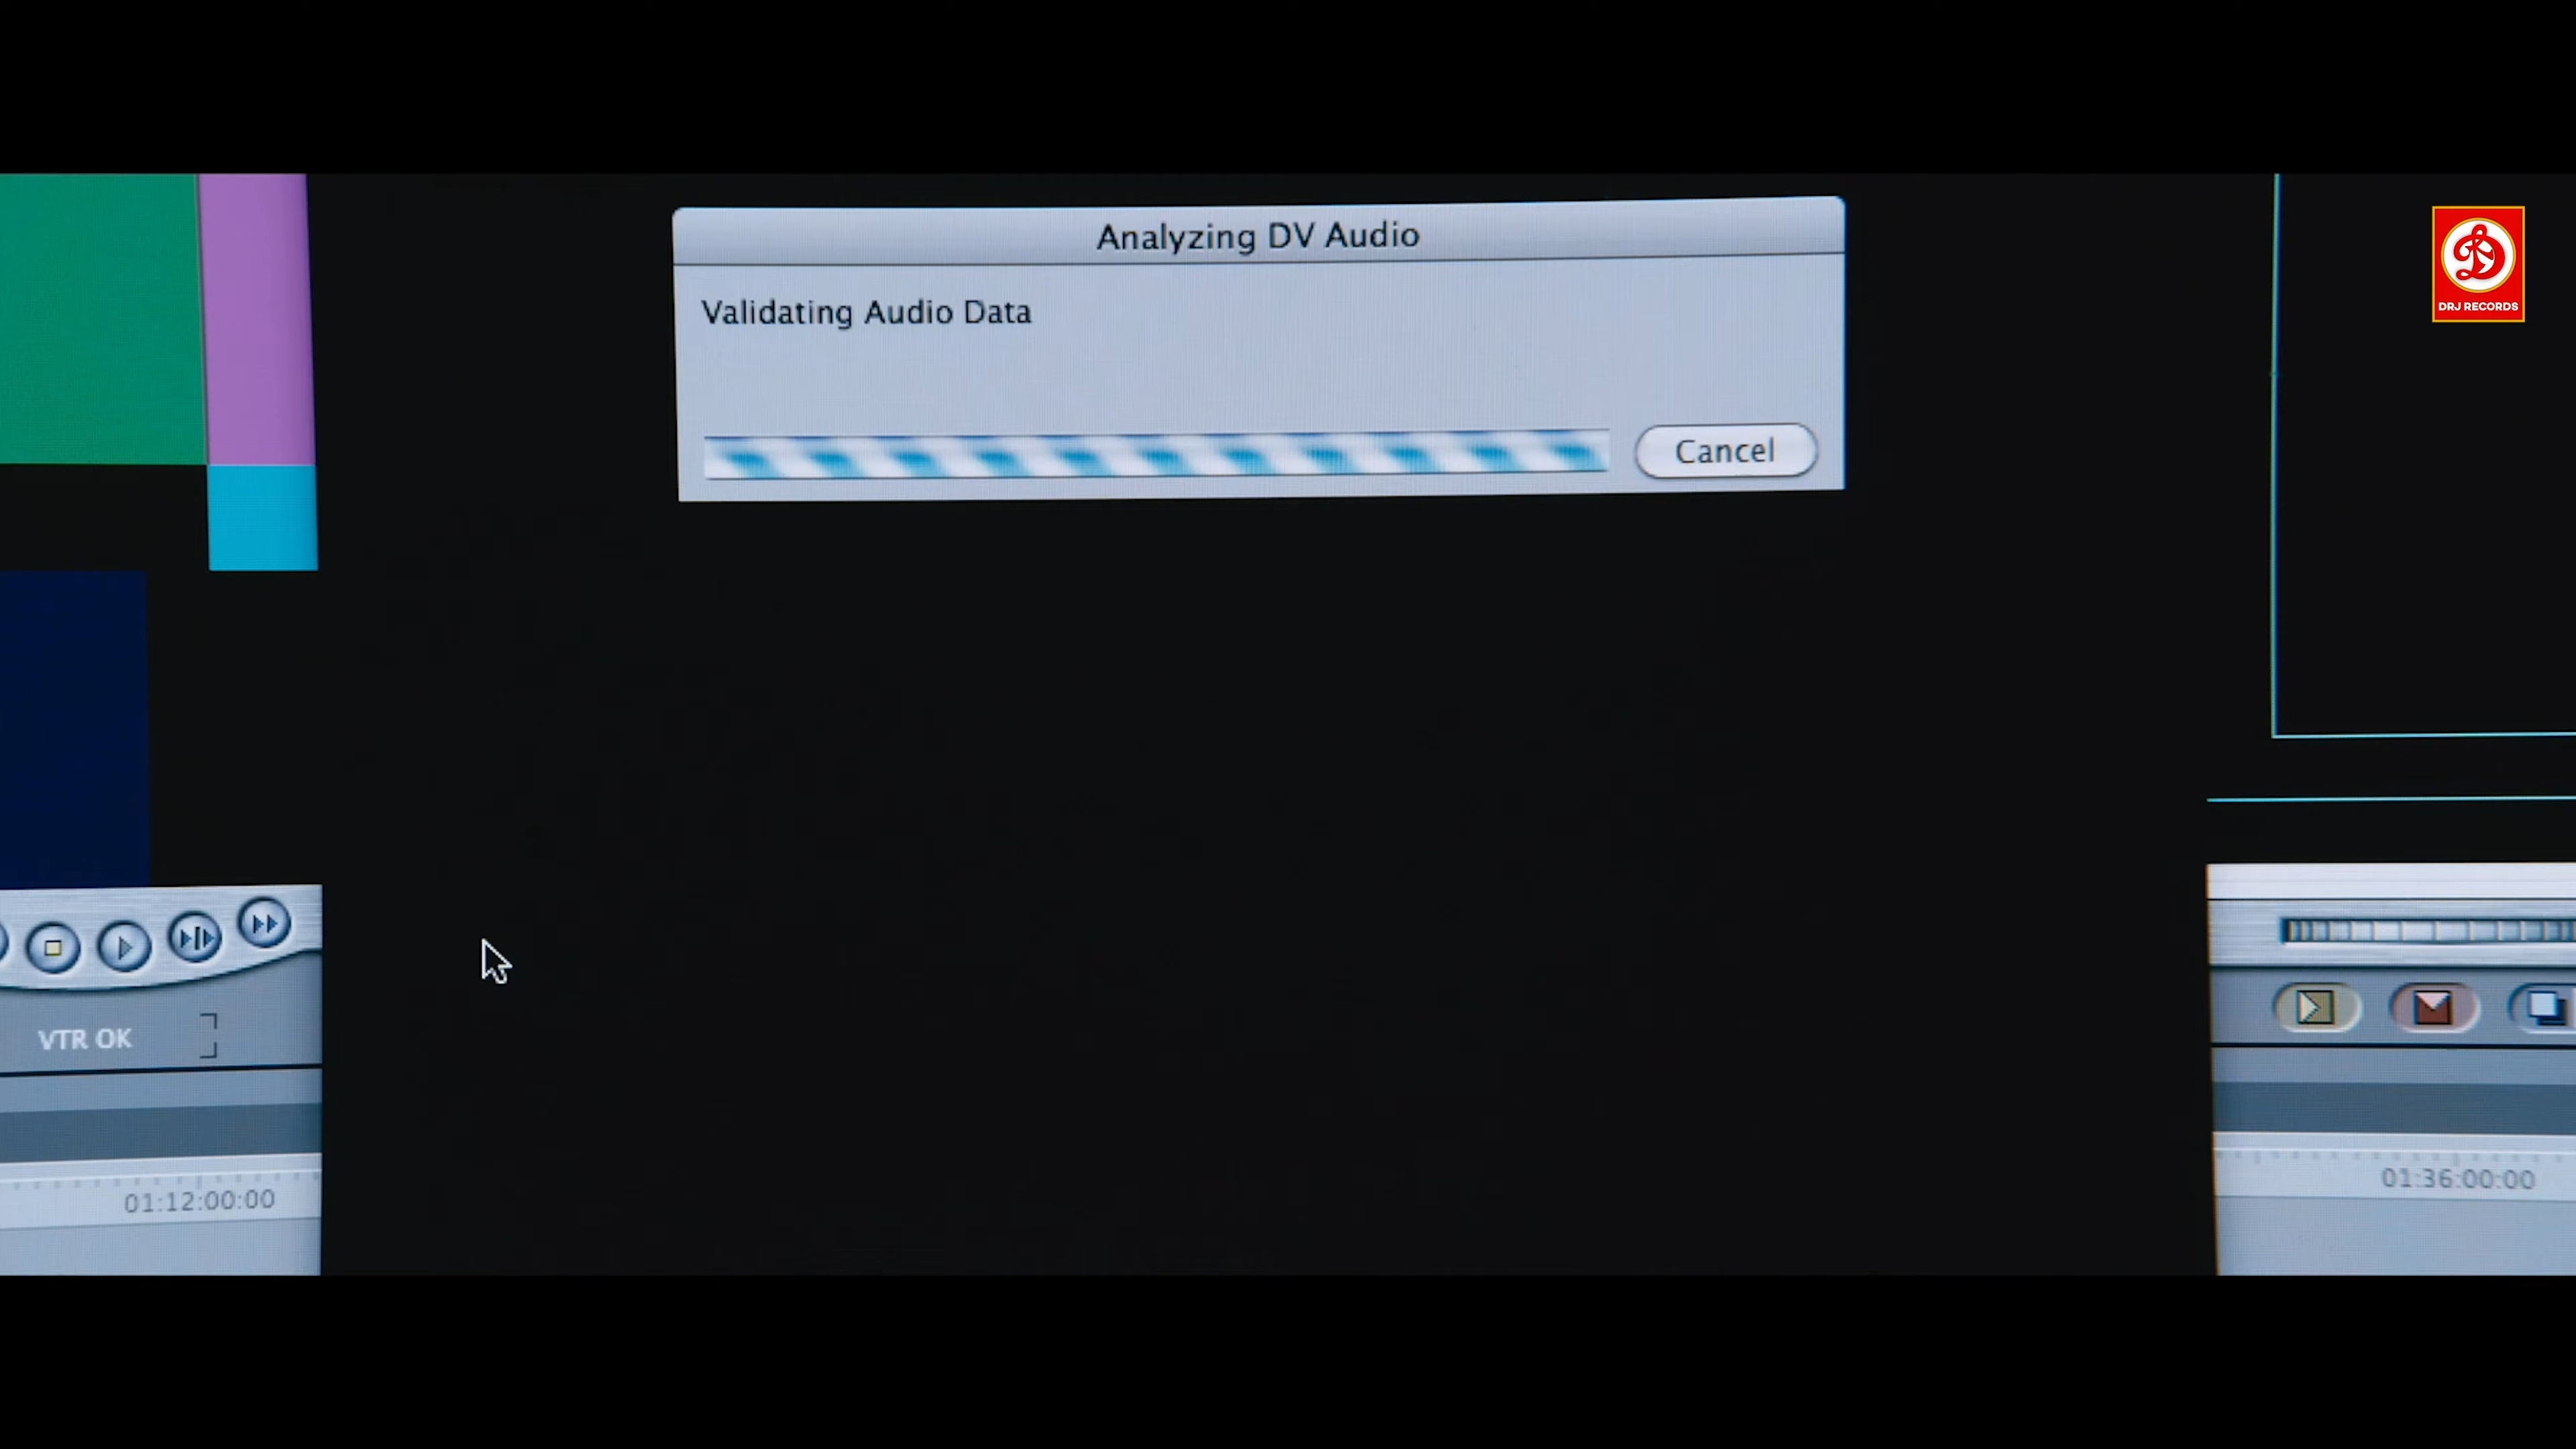 Analyzing DV Audio
DRJ RECORDS
Validating Audio Data
Cancel
VTR OK
01:12:00:00
01:36:00:00